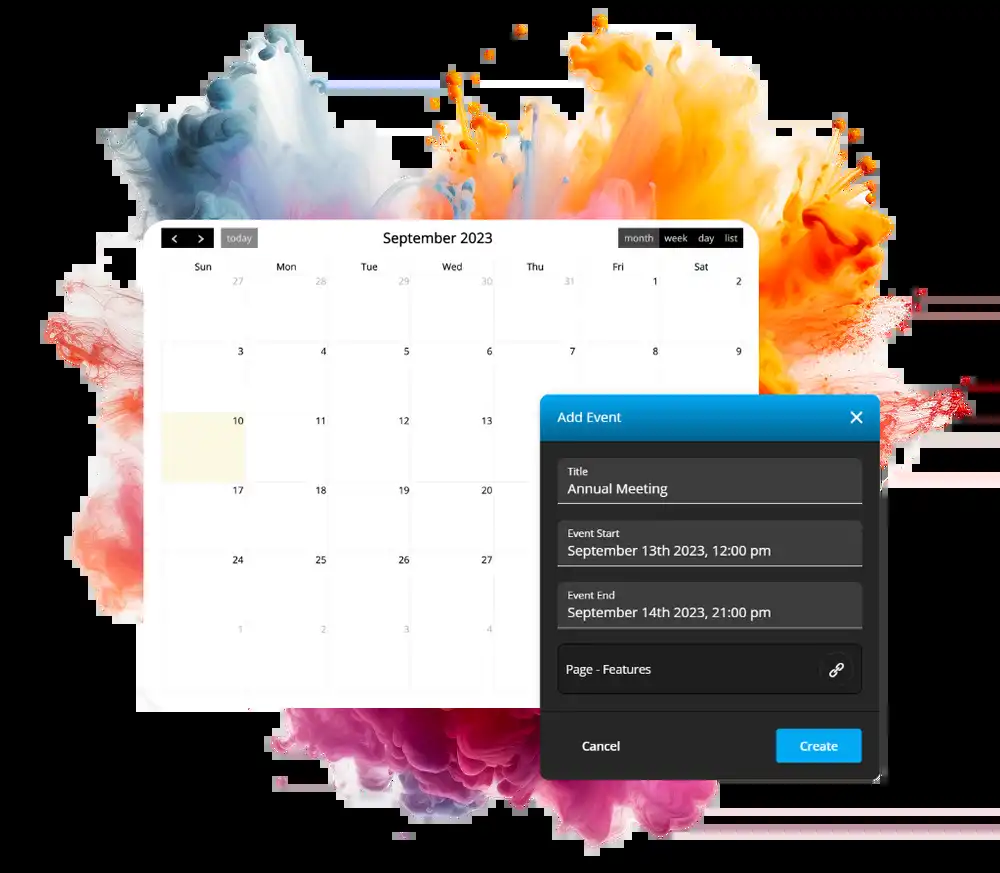 today September 2023 month week day list
Sun Mon Tue Wed Thu Fri Sat
27 28 29 30 31 1 2
3 4 5 6 7 8 9
10 11 12 13
17 18 19 20
24 25 26 27
1 2 3 4
Add Event
Title
Annual Meeting
Event Start
September 13th 2023, 12:00 pm
Event End
September 14th 2023, 21:00 pm
Page - Features
Cancel Create